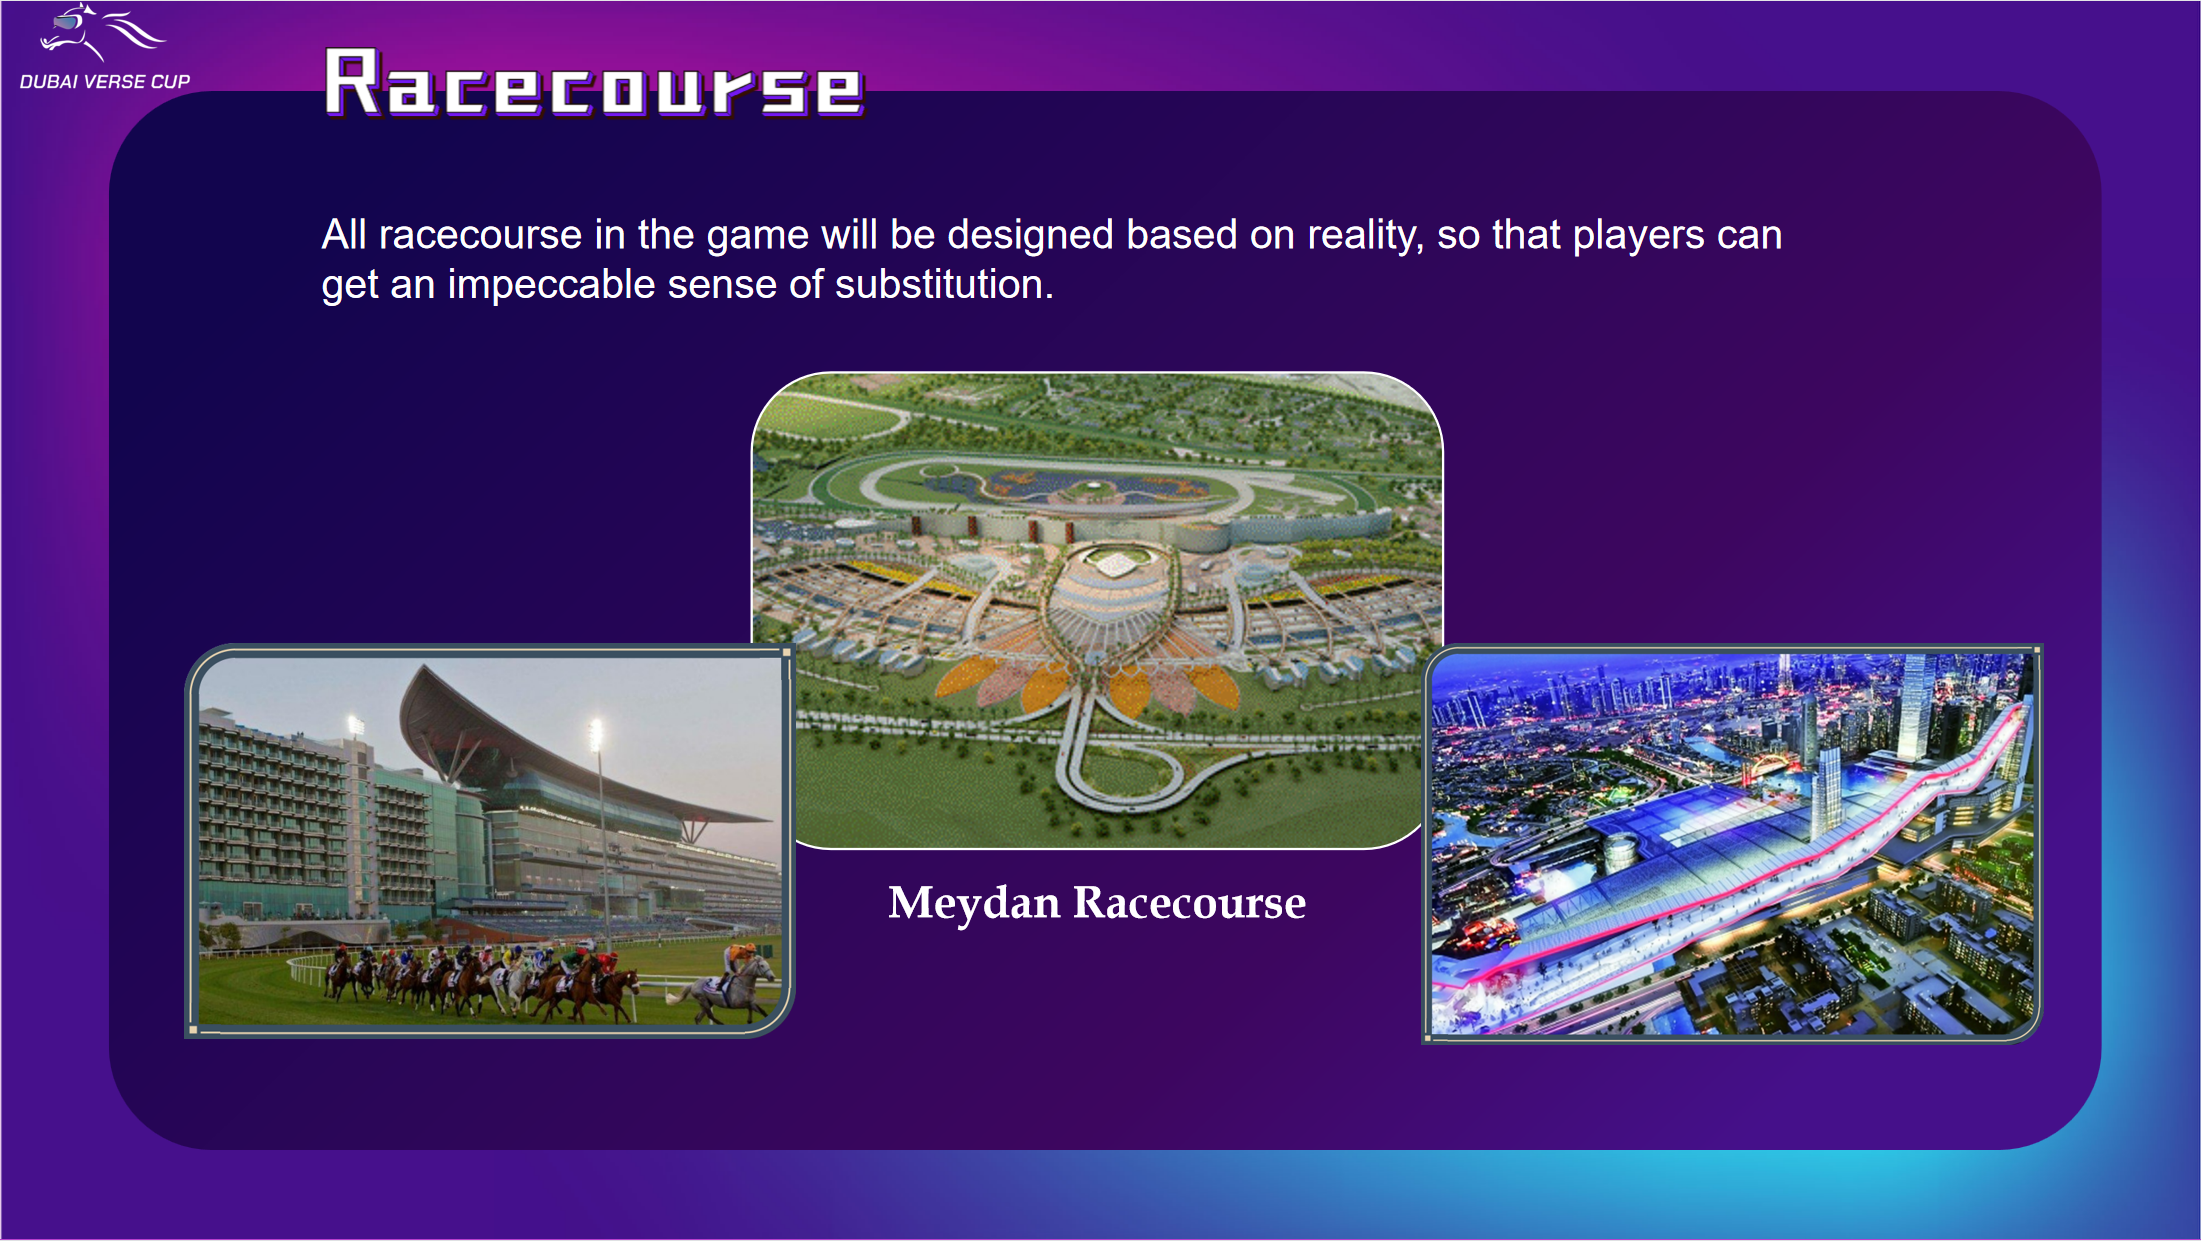 DUBAI VERSE CUP
Racecourse
All racecourse in the game will be designed based on reality, so that players can
get an impeccable sense of substitution.
Meydan Racecourse